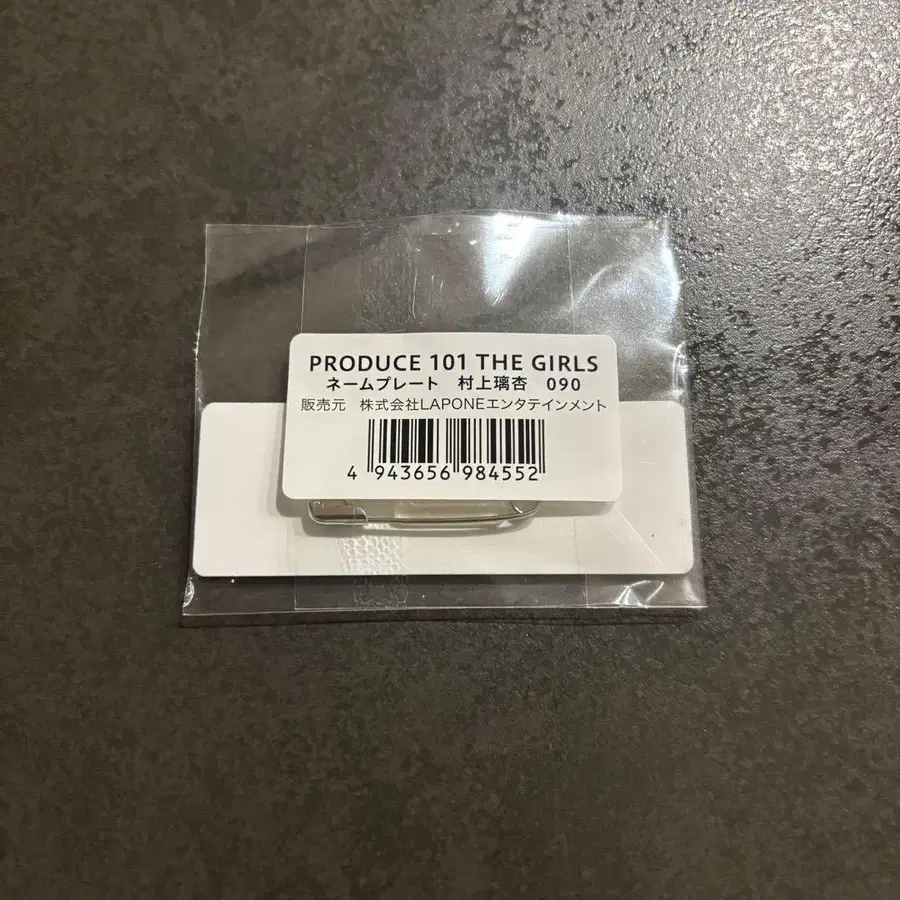 PRODUCE 101 THE GIRLS
ネームプレート　村上璃杏　090
販売元　株式会社LAPONEエンタテインメント
4 943656 984552